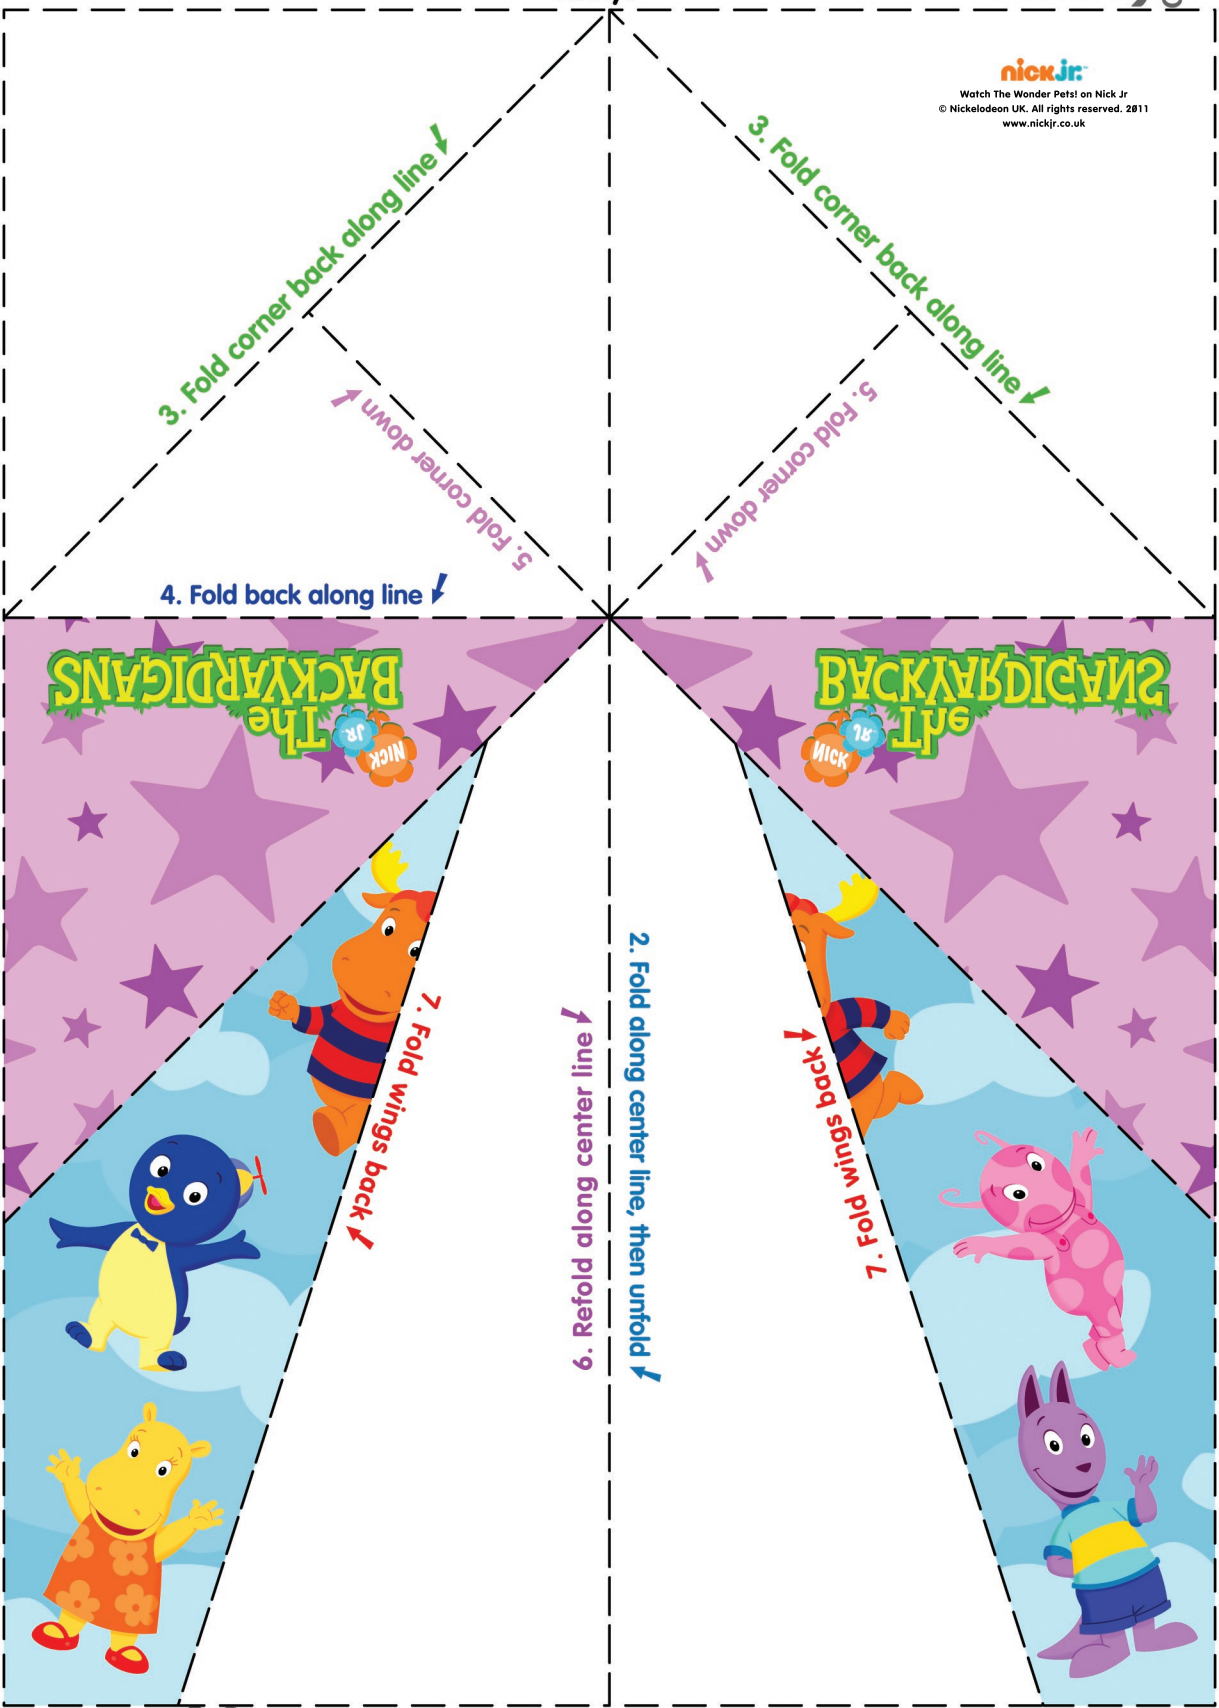 nick jr.™
Watch The Wonder Pets! on Nick Jr
© Nickelodeon UK. All rights reserved. 2011
www.nickjr.co.uk
3. Fold corner back along line
3. Fold corner back along line
5. Fold corner down
5. Fold corner down
4. Fold back along line
The
BACKYARDIGANS
NICK JR
The
BACKYARDIGANS
NICK JR
2. Fold along center line, then unfold
6. Refold along center line
7. Fold wings back
7. Fold wings back